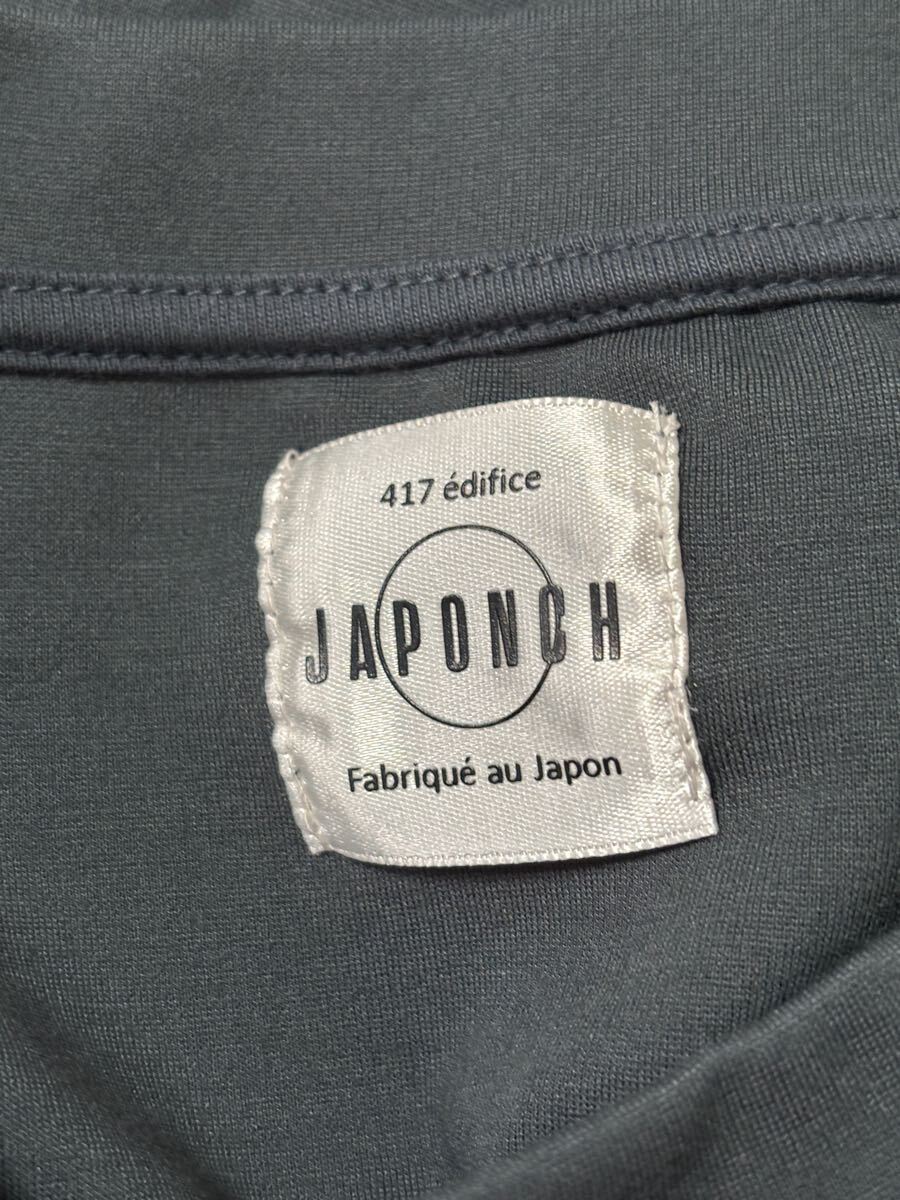 417 édifice
JAPONCH
Fabriqué au Japon